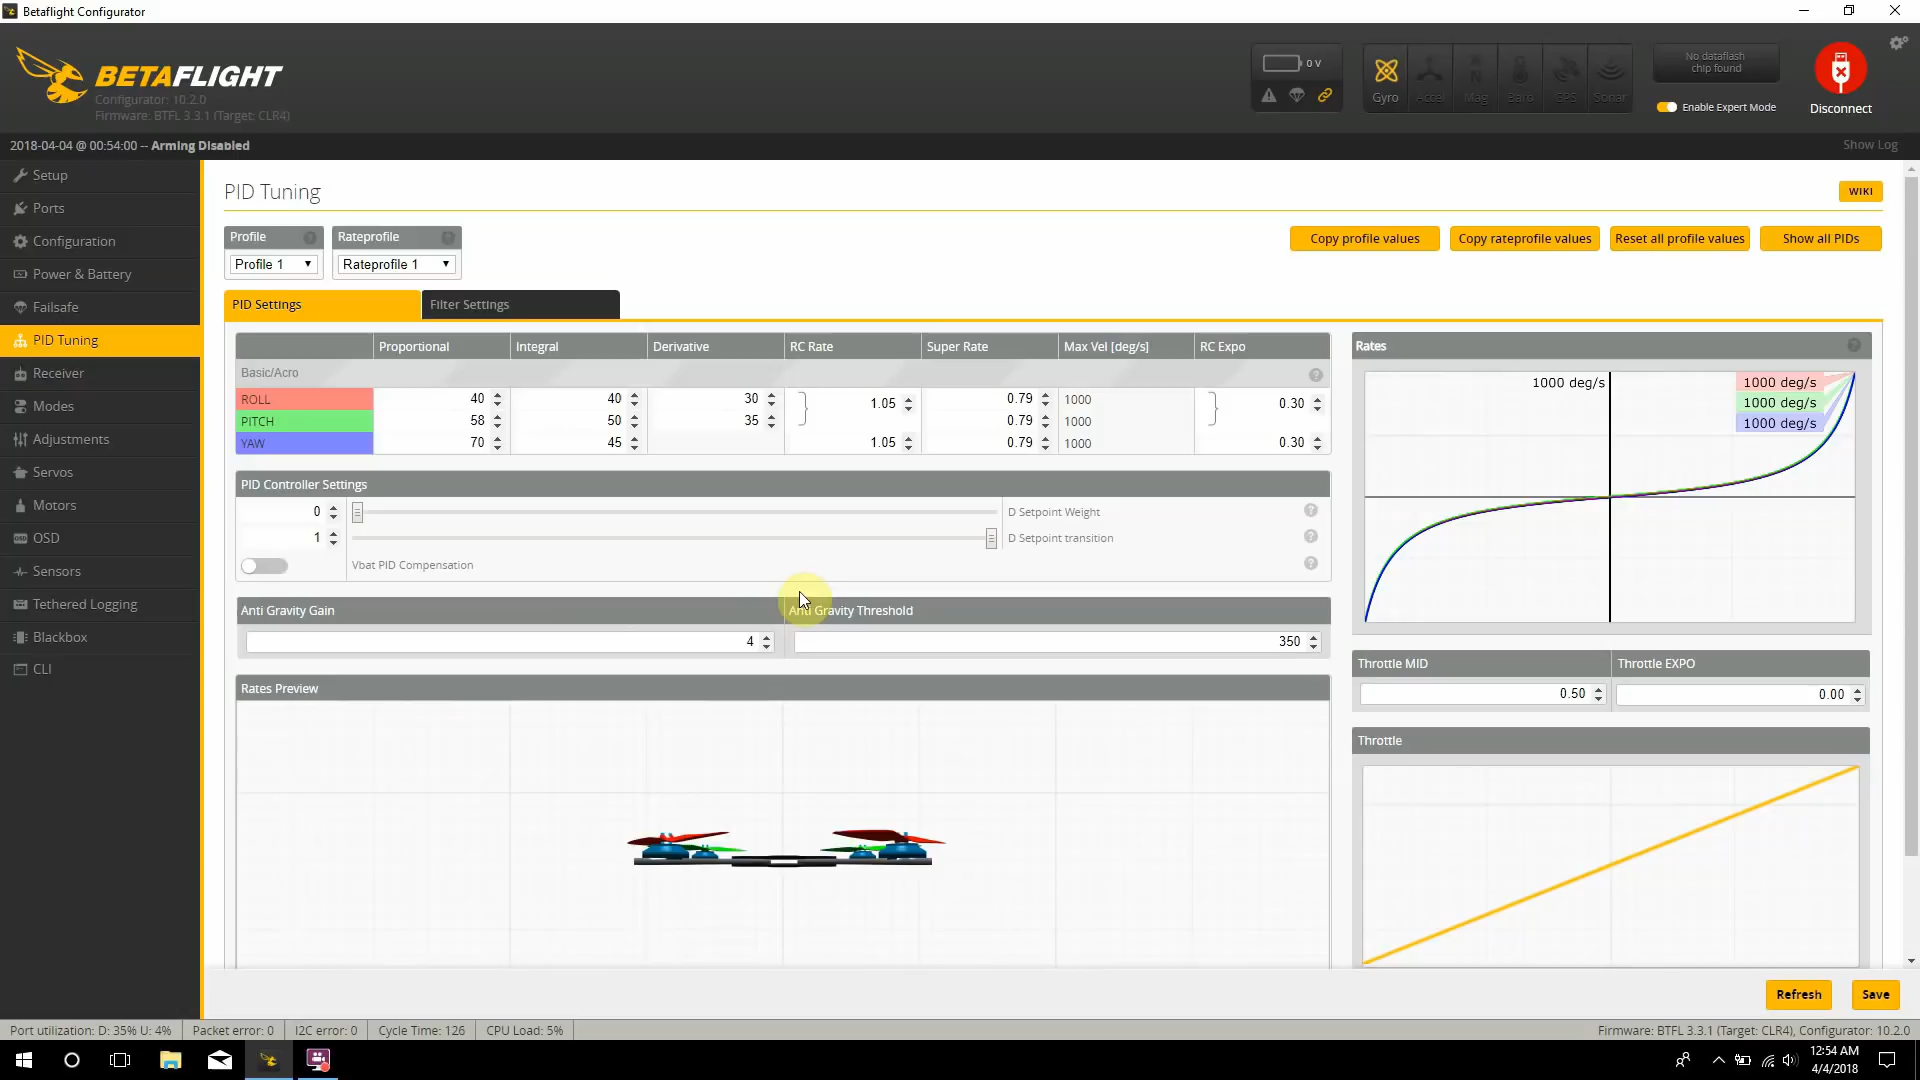 Betaflight Configurator
BETAFLIGHT
Configurator: 10.2.0
Firmware: BTFL 3.3.1 (Target: CLR4)
0 V
Gyro
Accel
Mag
Baro
GPS
Sonar
No dataflash
chip found
Enable Expert Mode
Disconnect
2018-04-04 @ 00:54:00 -- Arming Disabled
Show Log
Setup
Ports
Configuration
Power & Battery
Failsafe
PID Tuning
Receiver
Modes
Adjustments
Servos
Motors
OSD
Sensors
Tethered Logging
Blackbox
CLI
PID Tuning
WIKI
Profile
Rateprofile
Profile 1
Rateprofile 1
Copy profile values
Copy rateprofile values
Reset all profile values
Show all PIDs
PID Settings
Filter Settings
Proportional Integral Derivative RC Rate Super Rate Max Vel [deg/s] RC Expo
Basic/Acro
ROLL 40 40 30 1.05 0.79 1000 0.30
PITCH 58 50 35 0.79 1000
YAW 70 45 1.05 0.79 1000 0.30
PID Controller Settings
0 D Setpoint Weight
1 D Setpoint transition
Vbat PID Compensation
Anti Gravity Gain Anti Gravity Threshold
4 350
Rates Preview
Rates
1000 deg/s
1000 deg/s
1000 deg/s
1000 deg/s
Throttle MID Throttle EXPO
0.50 0.00
Throttle
Refresh
Save
Port utilization: D: 35% U: 4% Packet error: 0 I2C error: 0 Cycle Time: 126 CPU Load: 5% Firmware: BTFL 3.3.1 (Target: CLR4), Configurator: 10.2.0
12:54 AM
4/4/2018